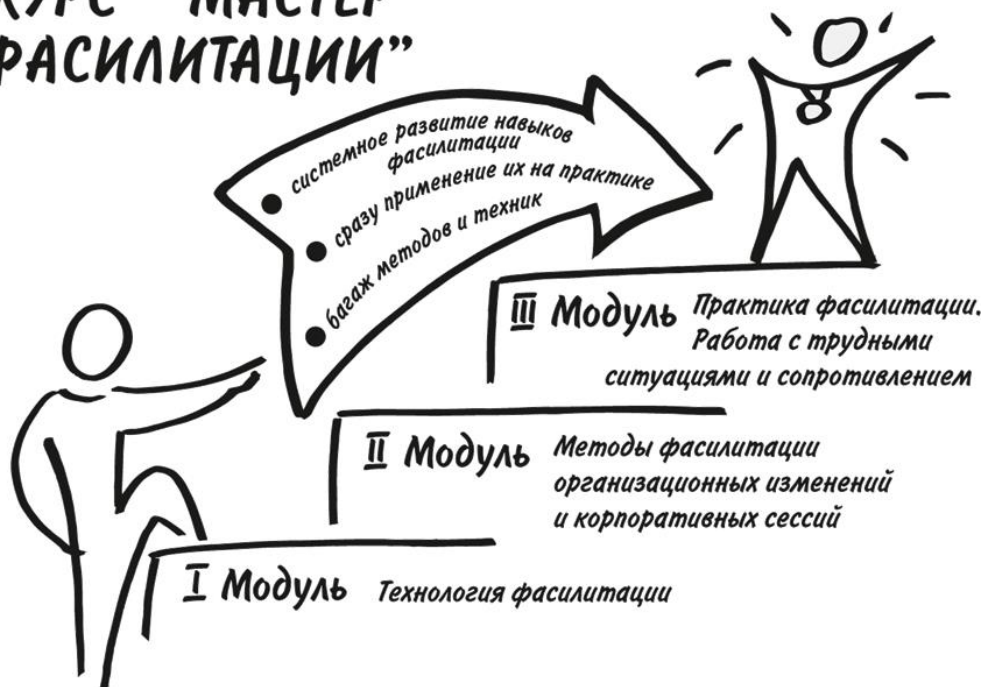 КУРС "МАСТЕР
ФАСИЛИТАЦИИ"
системное развитие навыков
фасилитации
сразу применение их на практике
багаж методов и техник
III Модуль Практика фасилитации.
Работа с трудными
ситуациями и сопротивлением
II Модуль Методы фасилитации
организационных изменений
и корпоративных сессий
I Модуль Технология фасилитации